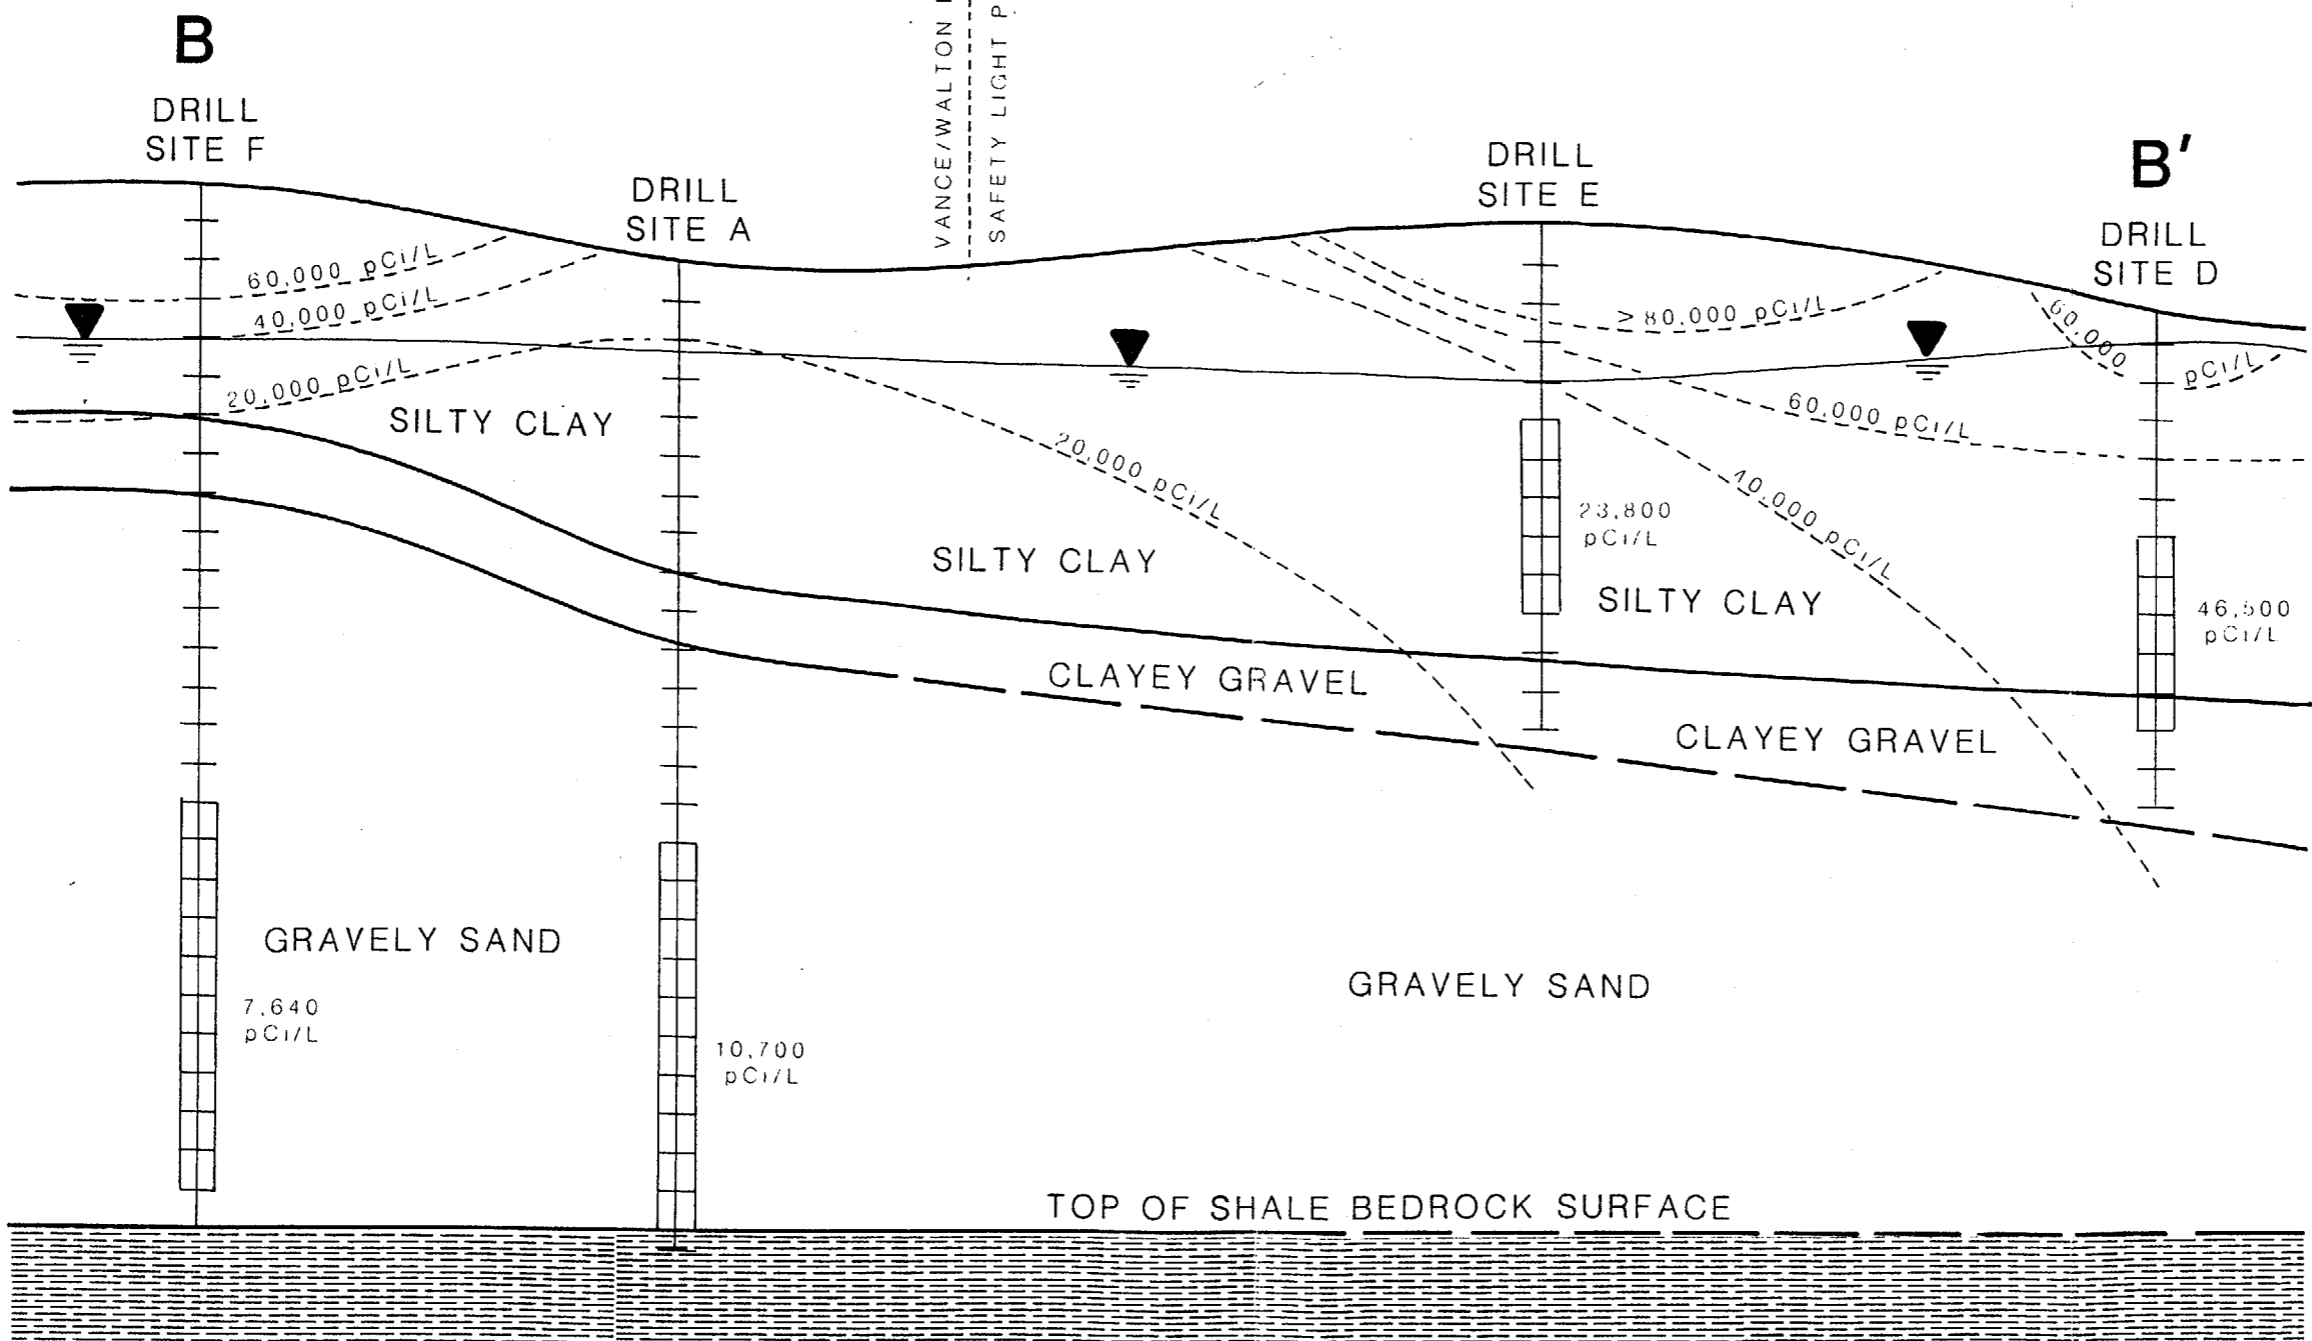 B
DRILL
SITE F
DRILL
SITE A
VANCE/WALTON
SAFETY LIGHT
DRILL
SITE E
B'
DRILL
SITE D
60,000 pCi/L
40,000 pCi/L
20,000 pCi/L
≥ 80,000 pCi/L
60,000
pCi/L
60,000 pCi/L
20,000 pCi/L
40,000 pCi/L
SILTY CLAY
SILTY CLAY
23,800
pCi/L
SILTY CLAY
46,500
pCi/L
CLAYEY GRAVEL
CLAYEY GRAVEL
GRAVELY SAND
7,640
pCi/L
10,700
pCi/L
GRAVELY SAND
TOP OF SHALE BEDROCK SURFACE